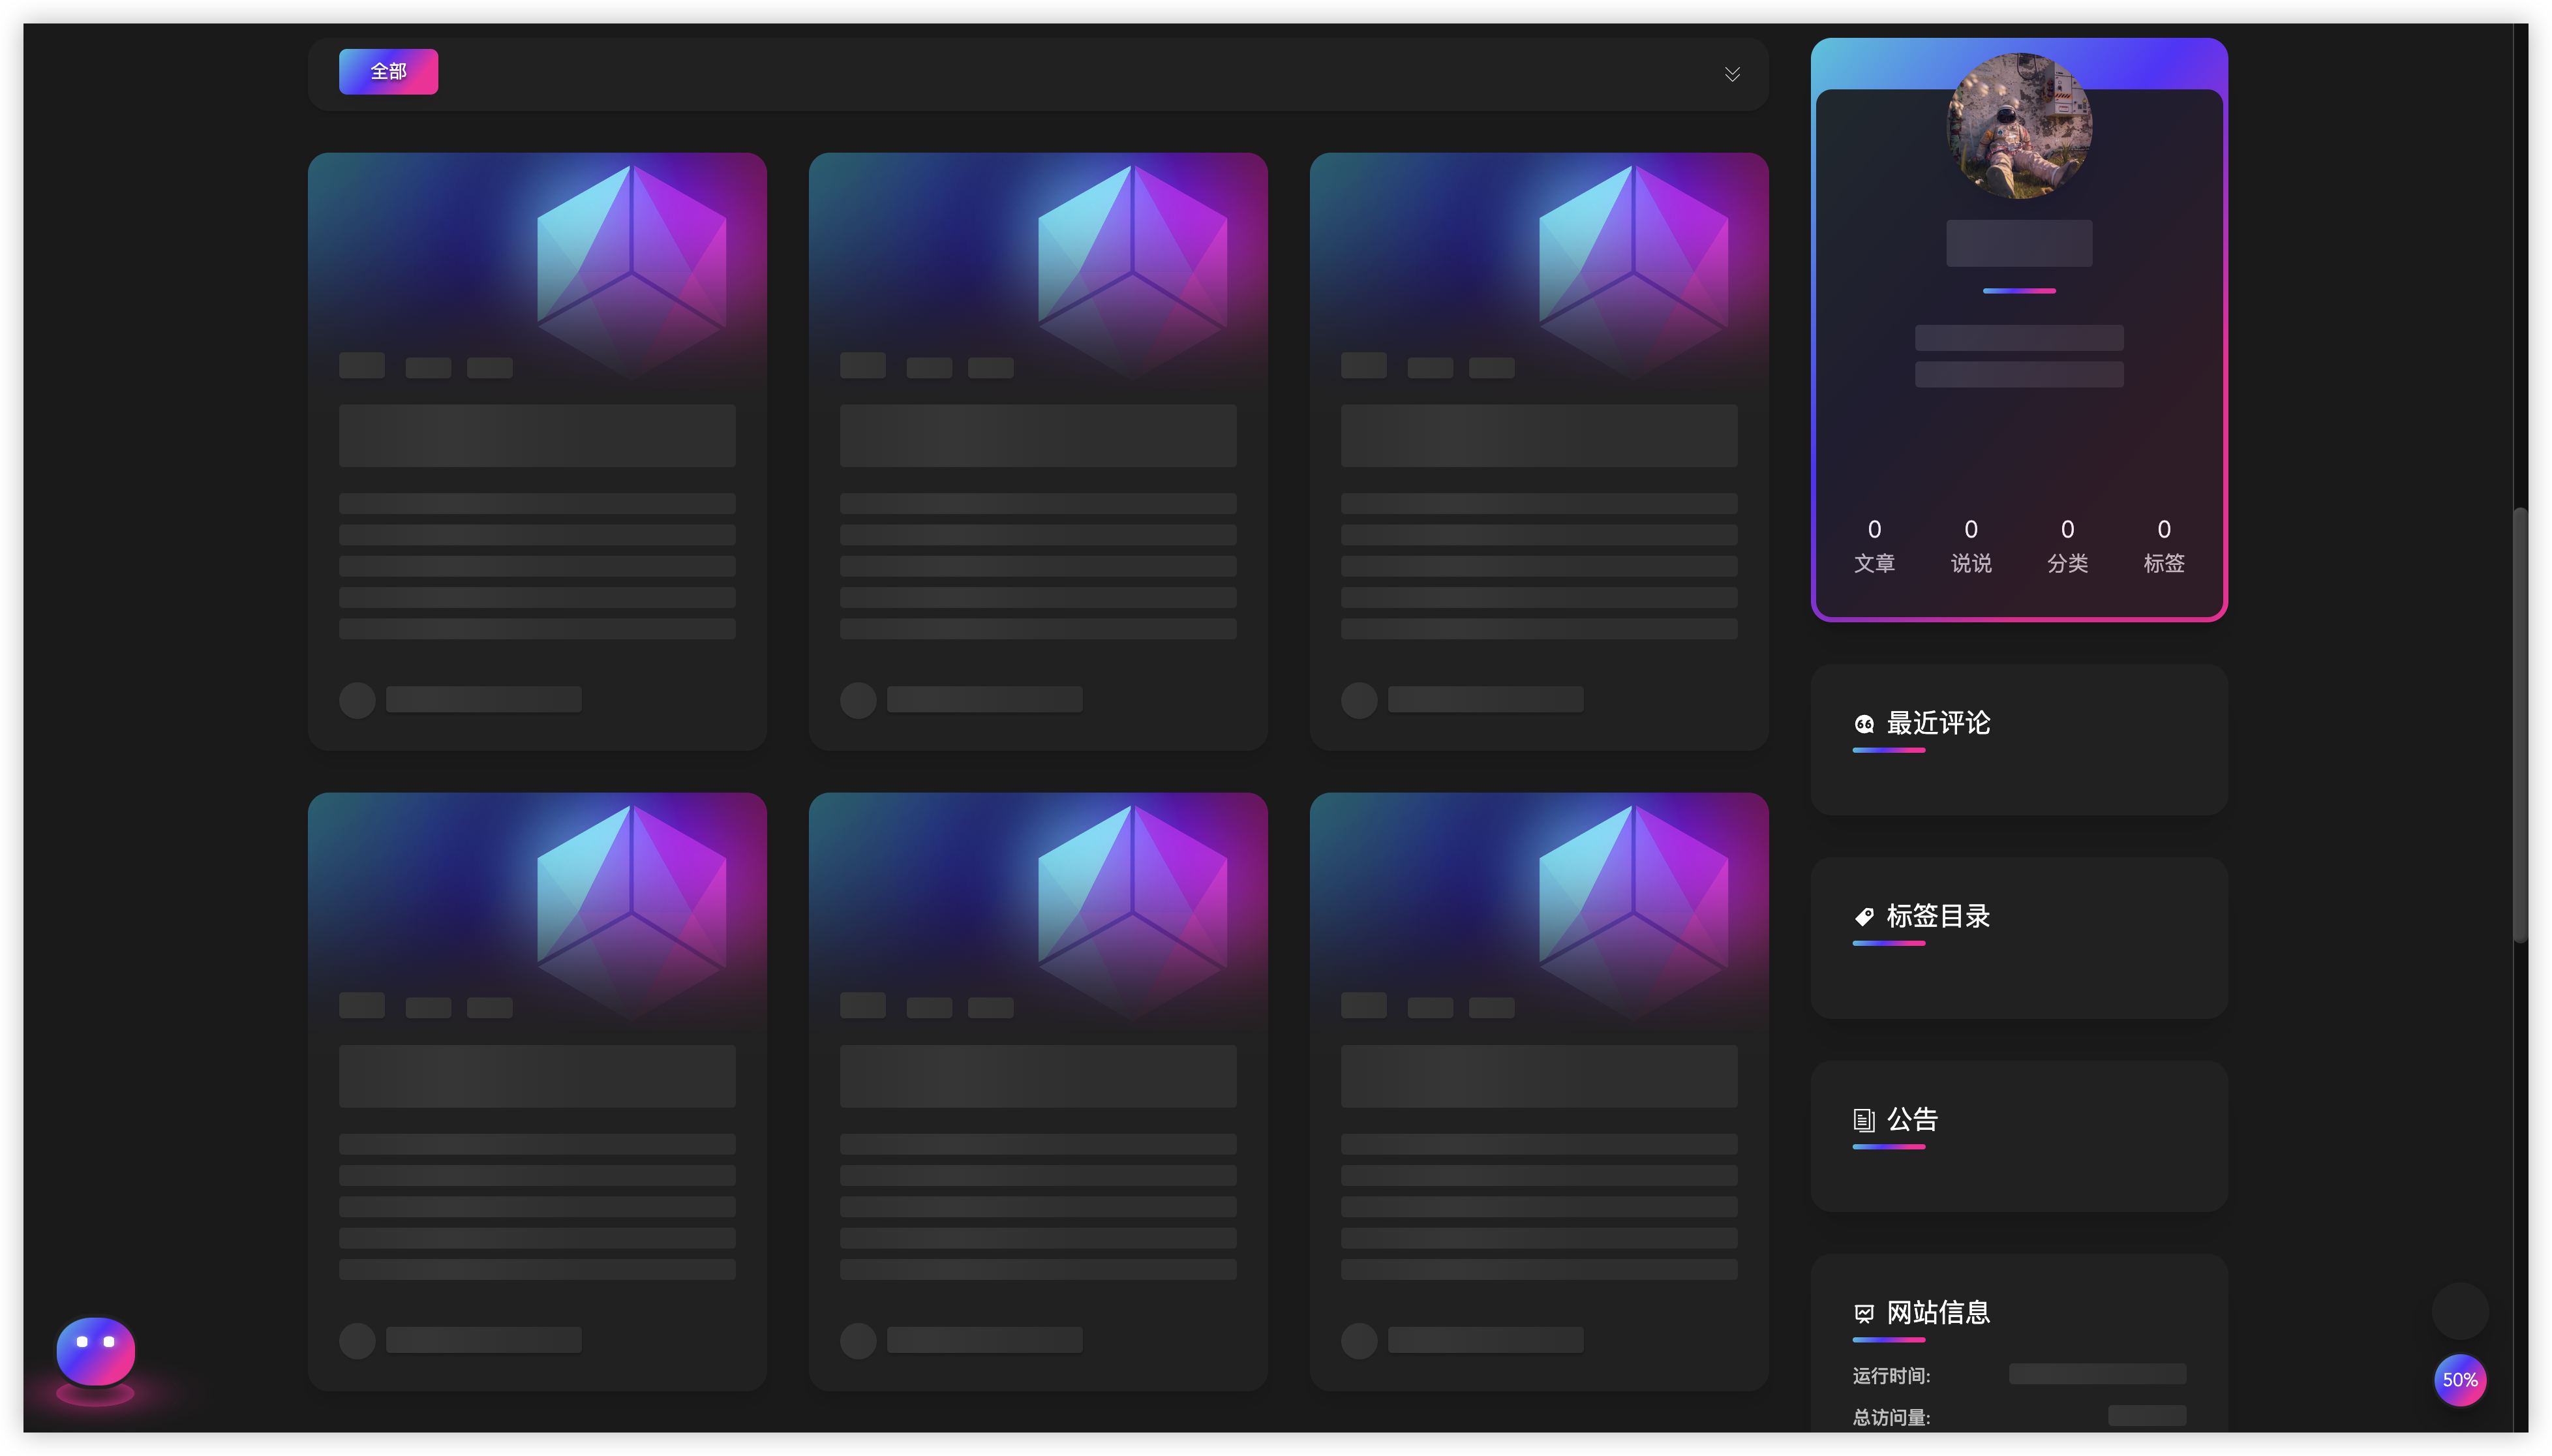 全部
0 0 0 0
文章 说说 分类 标签
最近评论
标签目录
公告
网站信息
运行时间:
总访问量:
50%